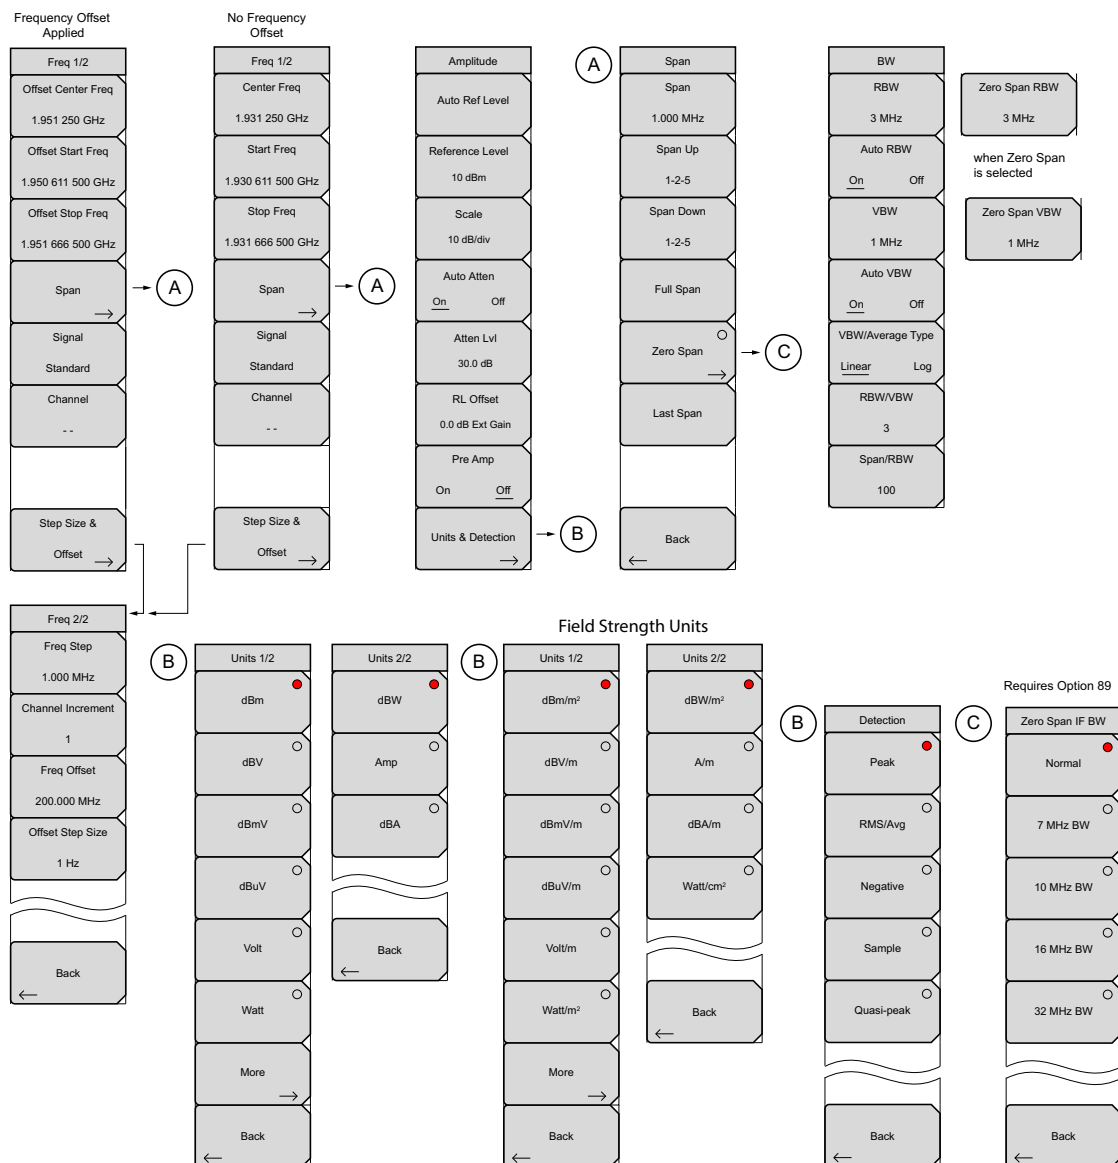 Frequency Offset
Applied
Freq 1/2
Offset Center Freq
1.951 250 GHz
Offset Start Freq
1.950 611 500 GHz
Offset Stop Freq
1.951 666 500 GHz
Span
A
Signal
Standard
Channel
- -
Step Size &
Offset
No Frequency
Offset
Freq 1/2
Center Freq
1.931 250 GHz
Start Freq
1.930 611 500 GHz
Stop Freq
1.931 666 500 GHz
Span
A
Signal
Standard
Channel
- -
Step Size &
Offset
Amplitude
Auto Ref Level
Reference Level
10 dBm
Scale
10 dB/div
Auto Atten
On Off
Atten Lvl
30.0 dB
RL Offset
0.0 dB Ext Gain
Pre Amp
On Off
Units & Detection
B
A
Span
Span
1.000 MHz
Span Up
1-2-5
Span Down
1-2-5
Full Span
Zero Span
C
Last Span
Back
BW
RBW
3 MHz
Auto RBW
On Off
VBW
1 MHz
Auto VBW
On Off
VBW/Average Type
Linear Log
RBW/VBW
3
Span/RBW
100
Zero Span RBW
3 MHz
when Zero Span
is selected
Zero Span VBW
1 MHz
Freq 2/2
Freq Step
1.000 MHz
Channel Increment
1
Freq Offset
200.000 MHz
Offset Step Size
1 Hz
Back
B
Units 1/2
dBm
dBV
dBmV
dBuV
Volt
Watt
More
Back
Units 2/2
dBW
Amp
dBA
Back
Field Strength Units
B
Units 1/2
dBm/m²
dBV/m
dBmV/m
dBuV/m
Volt/m
Watt/m²
More
Back
Units 2/2
dBW/m²
A/m
dBA/m
Watt/cm²
Back
B
Detection
Peak
RMS/Avg
Negative
Sample
Quasi-peak
Back
Requires Option 89
C
Zero Span IF BW
Normal
7 MHz BW
10 MHz BW
16 MHz BW
32 MHz BW
Back